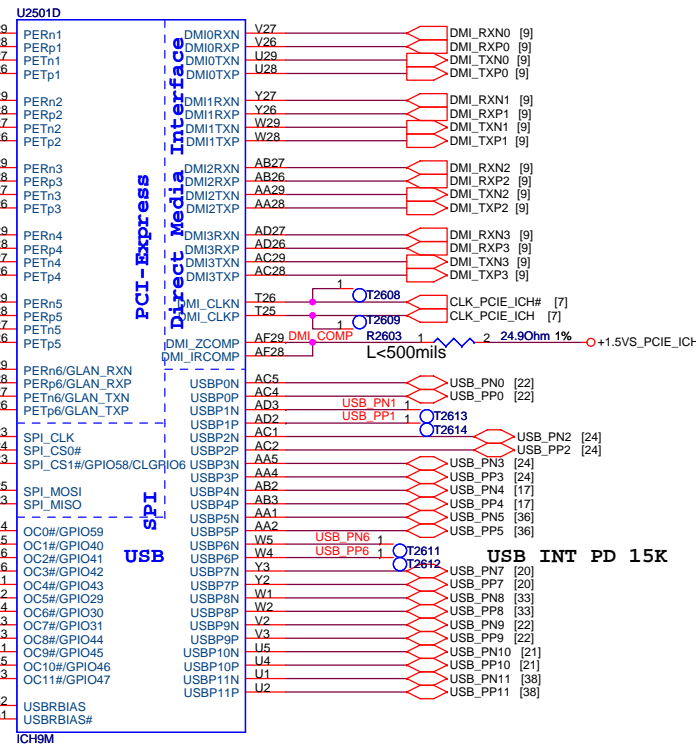 U2501D
PERn1 DMI0RXN V27 DMI_RXN0 [9]
PERp1 DMI0RXP V26 DMI_RXP0 [9]
PETn1 DMI0TXN U29 DMI_TXN0 [9]
PETp1 DMI0TXP U28 DMI_TXP0 [9]
PERn2 DMI1RXN Y27 DMI_RXN1 [9]
PERp2 DMI1RXP Y26 DMI_RXP1 [9]
PETn2 DMI1TXN W29 DMI_TXN1 [9]
PETp2 DMI1TXP W28 DMI_TXP1 [9]
PERn3 DMI2RXN AB27 DMI_RXN2 [9]
PERp3 DMI2RXP AB26 DMI_RXP2 [9]
PETn3 DMI2TXN AA29 DMI_TXN2 [9]
PETp3 DMI2TXP AA28 DMI_TXP2 [9]
PERn4 DMI3RXN AD27 DMI_RXN3 [9]
PERp4 DMI3RXP AD26 DMI_RXP3 [9]
PETn4 DMI3TXN AC29 DMI_TXN3 [9]
PETp4 DMI3TXP AC28 DMI_TXP3 [9]
PCI-Express
Direct Media Interface
1 T2608
PERn5 DMI_CLKN T26 CLK_PCIE_ICH# [7]
PERp5 DMI_CLKP T25 CLK_PCIE_ICH [7]
PETn5 1 T2609
PETp5 DMI_ZCOMP AF29 DMI_COMP R2603 1 2 24.9Ohm 1% +1.5VS_PCIE_ICH
DMI_IRCOMP AF28 L<500mils
PERn6/GLAN_RXN
PERp6/GLAN_RXP USBP0N AC5 USB_PN0 [22]
PETn6/GLAN_TXN USBP0P AC4 USB_PP0 [22]
PETp6/GLAN_TXP USBP1N AD3 USB_PN1 1 T2613
USBP1P AD2 USB_PP1 1 T2614
SPI_CLK USBP2N AC1 USB_PN2 [24]
SPI_CS0# USBP2P AC2 USB_PP2 [24]
SPI_CS1#/GPIO58/CLGPIO6 USBP3N AA5 USB_PN3 [24]
USBP3P AA4 USB_PP3 [24]
SPI_MOSI USBP4N AB2 USB_PN4 [17]
SPI_MISO USBP4P AB3 USB_PP4 [17]
SPI
USBP5N AA1 USB_PN5 [36]
OC0#/GPIO59 USBP5P AA2 USB_PP5 [36]
OC1#/GPIO40 USBP6N W5 USB_PN6 1 T2611
OC2#/GPIO41 USB USBP6P W4 USB_PP6 1 T2612 USB INT PD 15K
OC3#/GPIO42 USBP7N Y3 USB_PN7 [20]
OC4#/GPIO43 USBP7P Y2 USB_PP7 [20]
OC5#/GPIO29 USBP8N W1 USB_PN8 [33]
OC6#/GPIO30 USBP8P W2 USB_PP8 [33]
OC7#/GPIO31 USBP9N V2 USB_PN9 [22]
OC8#/GPIO44 USBP9P V3 USB_PP9 [22]
OC9#/GPIO45 USBP10N U5 USB_PN10 [21]
OC10#/GPIO46 USBP10P U4 USB_PP10 [21]
OC11#/GPIO47 USBP11N U1 USB_PN11 [38]
USBP11P U2 USB_PP11 [38]
USBRBIAS
USBRBIAS#
ICH9M